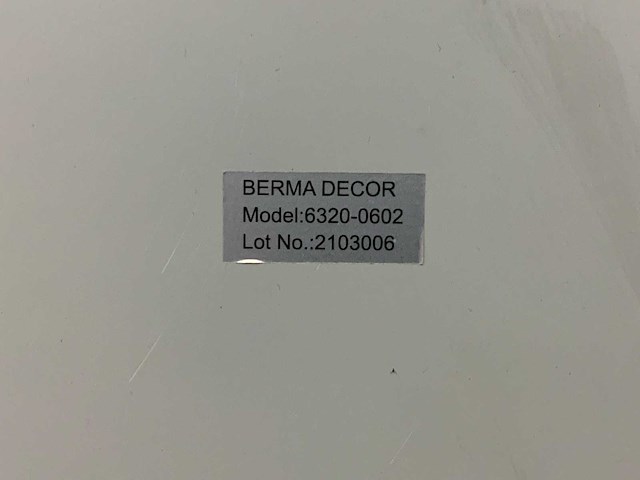 BERMA DECOR
Model:6320-0602
Lot No.:2103006